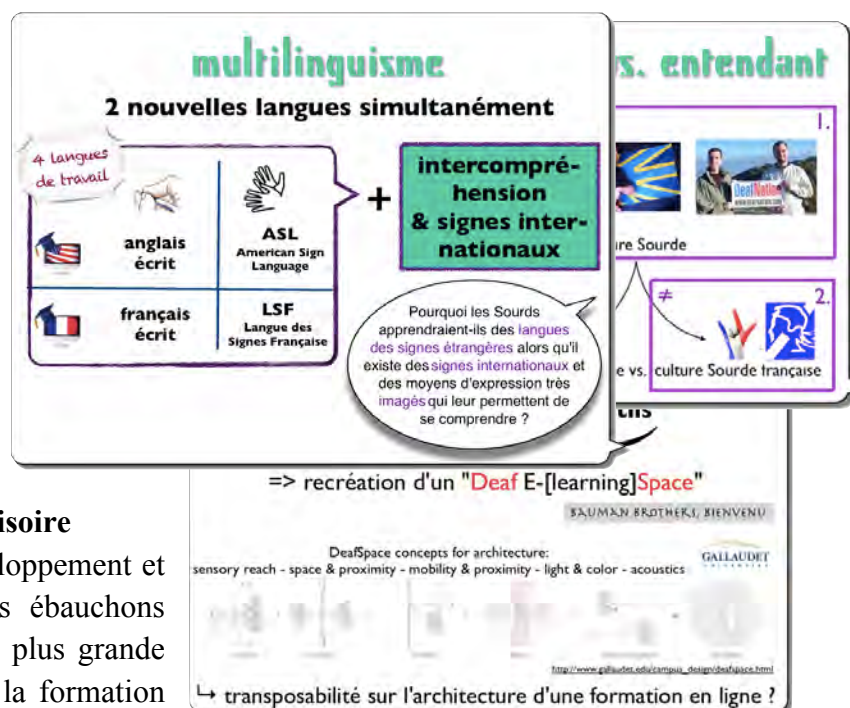 multilinguisme
2 nouvelles langues simultanément
4 langues
de travail
anglais
écrit
ASL
American Sign
Language
français
écrit
LSF
Langue des
Signes Française
+
intercompré-
hension
& signes inter-
nationaux
Pourquoi les Sourds
apprendraient-ils des langues
des signes étrangères alors qu'il
existe des signes internationaux et
des moyens d'expression très
imagés qui leur permettent de
se comprendre ?
vs. entendant
1.
DeafNation
ure Sourde
≠
2.
e vs. culture Sourde française
=> recréation d'un "Deaf E-[learning]Space"
BAUMAN BROTHERS, BIENVENU
DeafSpace concepts for architecture:
sensory reach - space & proximity - mobility & proximity - light & color - acoustics
GALLAUDET
http://www.gallaudet.edu/campus_design/deafspace.html
↳ transposabilité sur l'architecture d'une formation en ligne ?
isoire
loppement et
s ébauchons
plus grande
la formation